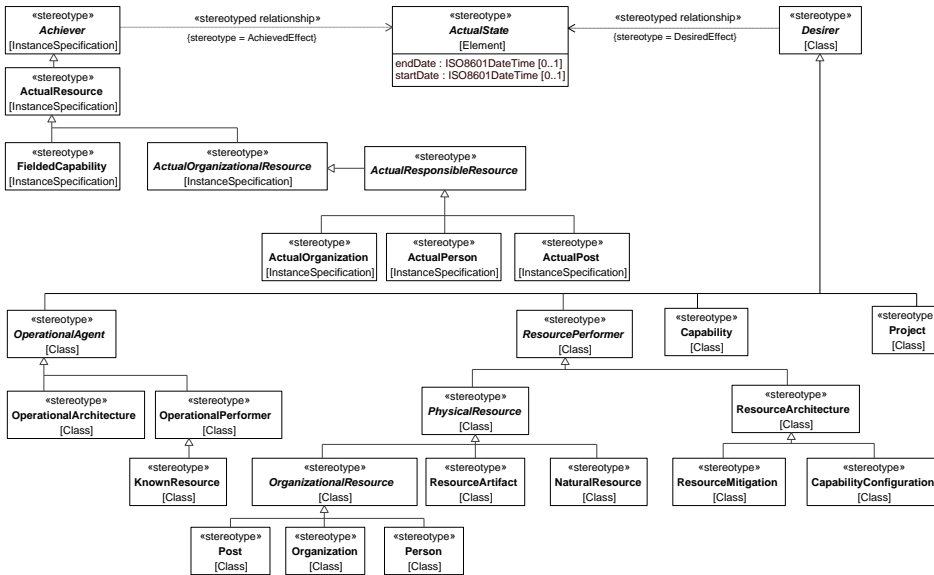 «stereotype»
Achiever
[InstanceSpecification]
«stereotyped relationship»
{stereotype = AchievedEffect}
«stereotype»
ActualState
[Element]
endDate : ISO8601DateTime [0..1]
startDate : ISO8601DateTime [0..1]
«stereotyped relationship»
{stereotype = DesiredEffect}
«stereotype»
Desirer
[Class]
«stereotype»
ActualResource
[InstanceSpecification]
«stereotype»
FieldedCapability
[InstanceSpecification]
«stereotype»
ActualOrganizationalResource
[InstanceSpecification]
«stereotype»
ActualResponsibleResource
«stereotype»
ActualOrganization
[InstanceSpecification]
«stereotype»
ActualPerson
[InstanceSpecification]
«stereotype»
ActualPost
[InstanceSpecification]
«stereotype»
OperationalAgent
[Class]
«stereotype»
ResourcePerformer
[Class]
«stereotype»
Capability
[Class]
«stereotype»
Project
[Class]
«stereotype»
OperationalArchitecture
[Class]
«stereotype»
OperationalPerformer
[Class]
«stereotype»
PhysicalResource
[Class]
«stereotype»
ResourceArchitecture
[Class]
«stereotype»
KnownResource
[Class]
«stereotype»
OrganizationalResource
[Class]
«stereotype»
ResourceArtifact
[Class]
«stereotype»
NaturalResource
[Class]
«stereotype»
ResourceMitigation
[Class]
«stereotype»
CapabilityConfiguration
[Class]
«stereotype»
Post
[Class]
«stereotype»
Organization
[Class]
«stereotype»
Person
[Class]